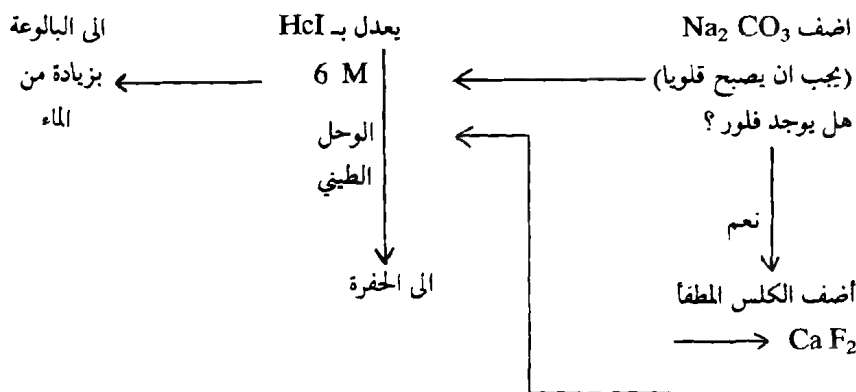 اضف Na₂ CO₃
(يجب ان يصبح قلويا)
هل يوجد فلور ؟
نعم
أضف الكلس المطفأ
Ca F₂
يعدل بـ HcI
6 M
الوحل
الطيني
الى الحفرة
الى البالوعة
بزيادة من
الماء